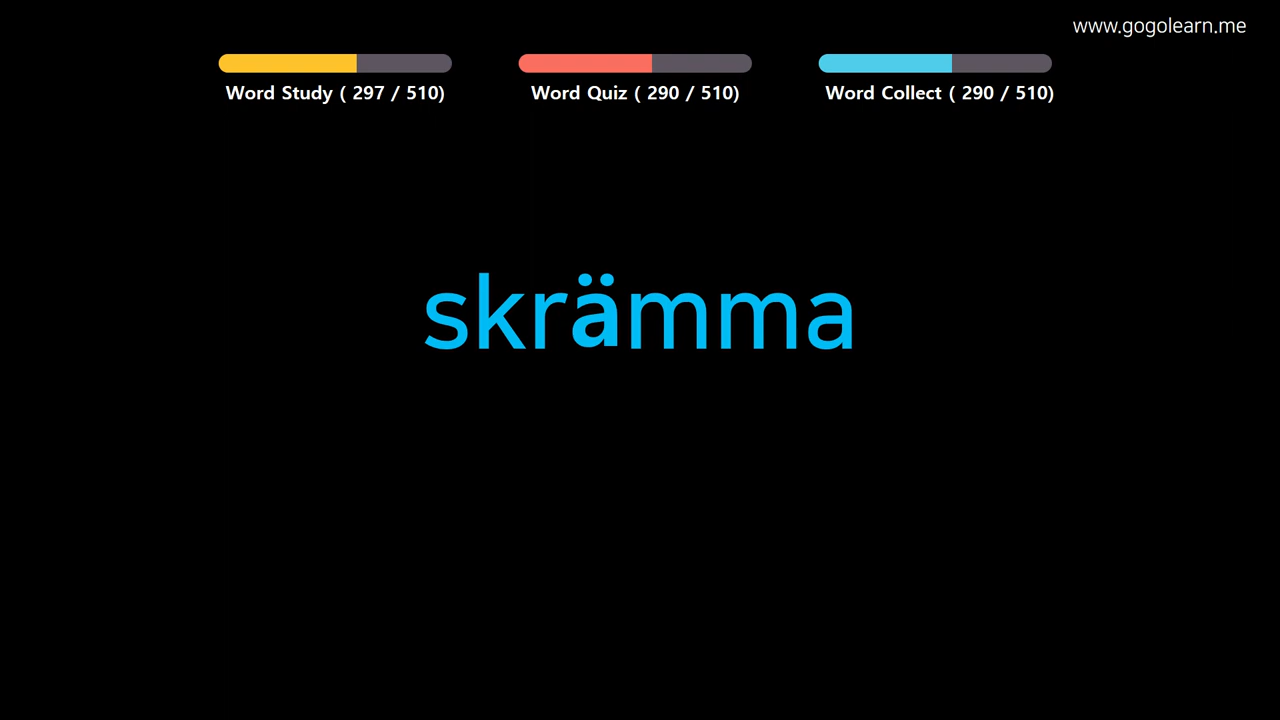 www.gogolearn.me
Word Study ( 297 / 510)
Word Quiz ( 290 / 510)
Word Collect ( 290 / 510)
skrämma